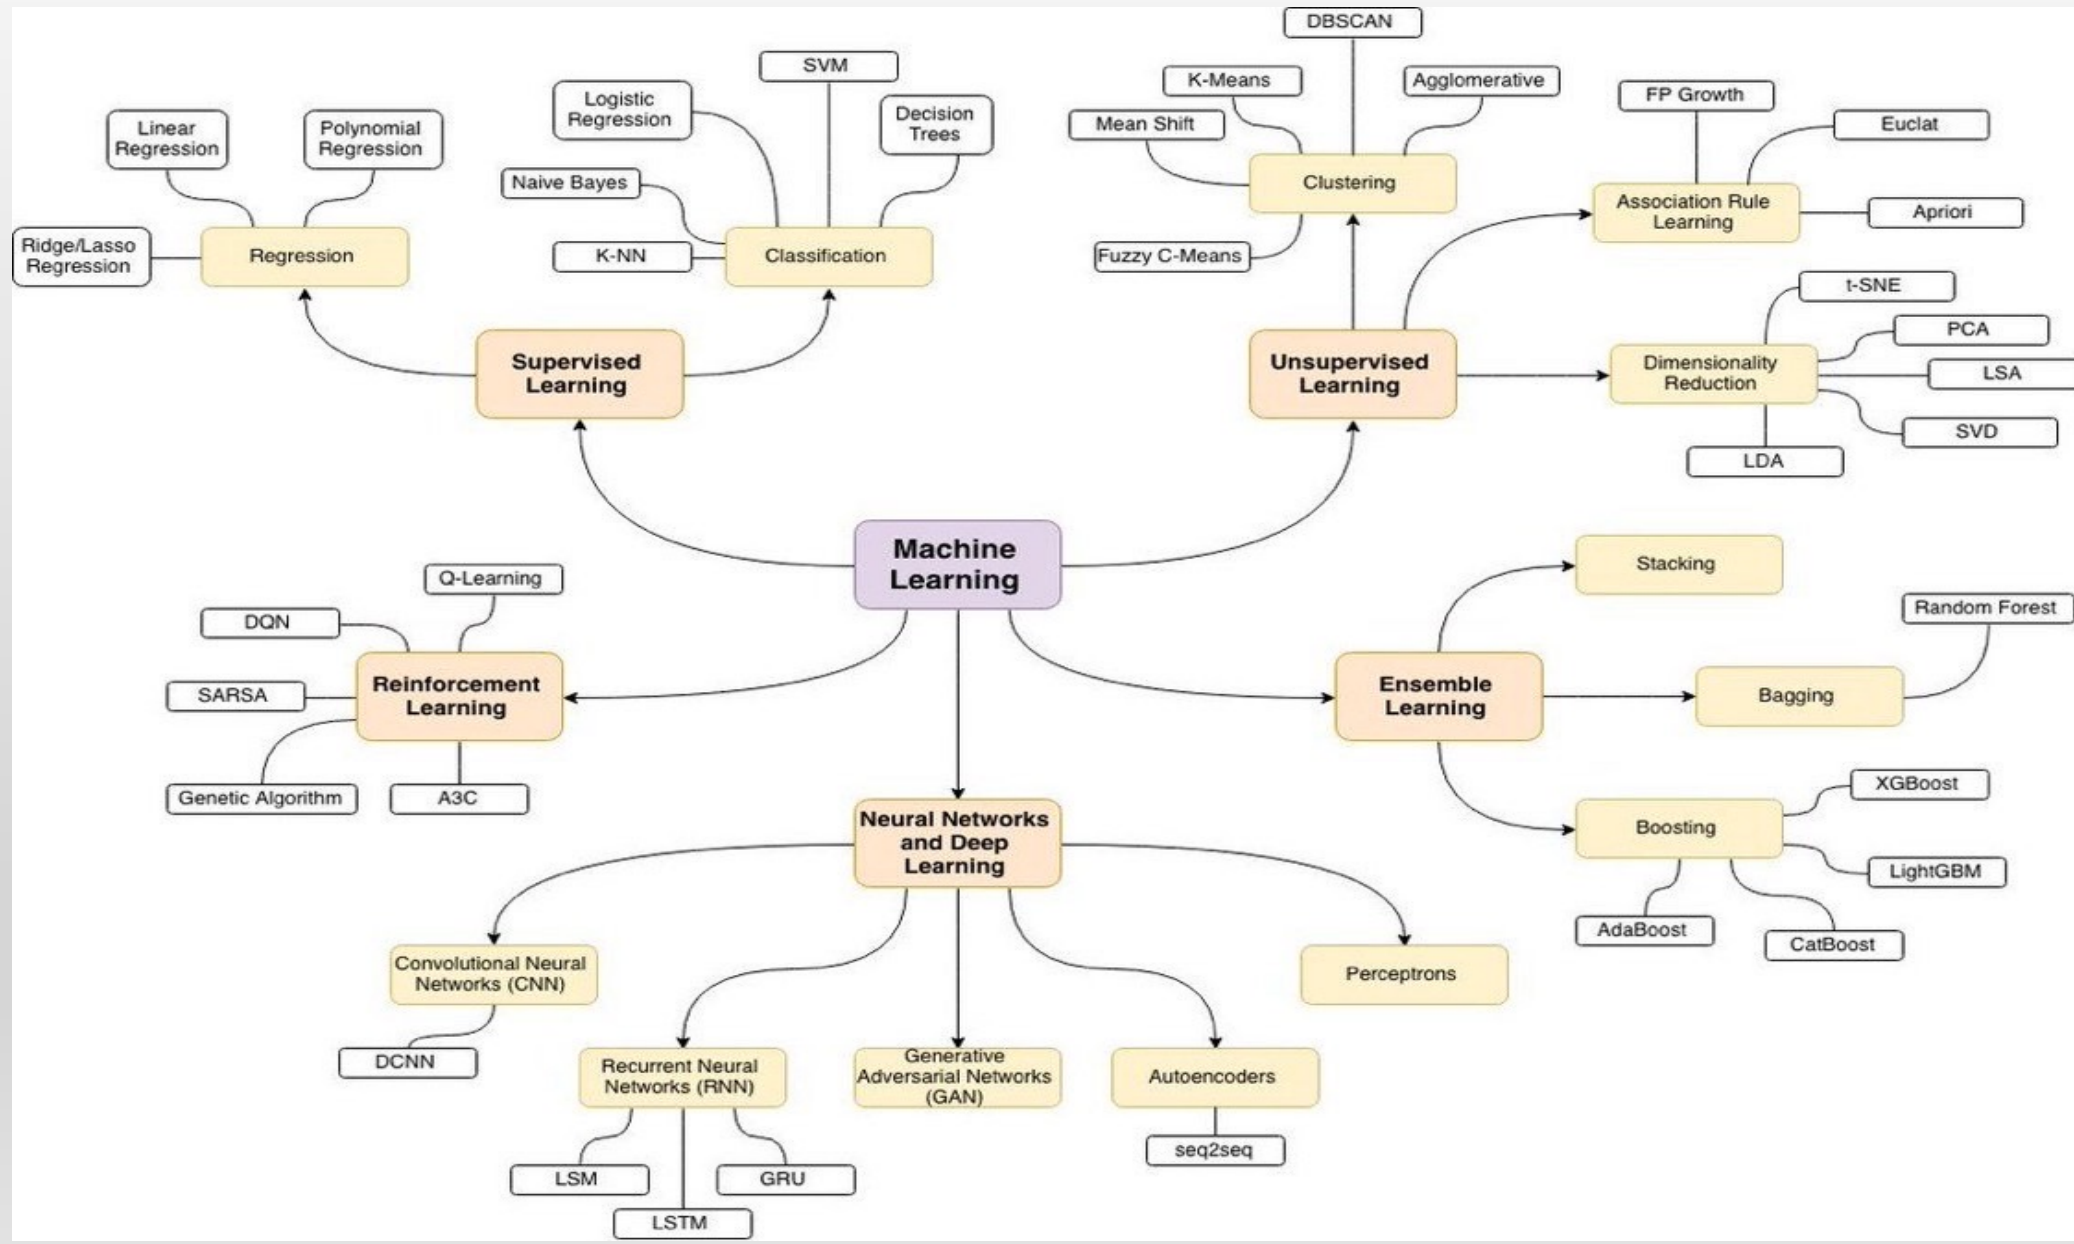 DBSCAN
SVM
K-Means
Agglomerative
Logistic
Regression
FP Growth
Linear
Regression
Polynomial
Regression
Decision
Trees
Mean Shift
Euclat
Naive Bayes
Clustering
Association Rule
Learning
Apriori
Ridge/Lasso
Regression
Regression
K-NN
Classification
Fuzzy C-Means
t-SNE
PCA
Supervised
Learning
Unsupervised
Learning
Dimensionality
Reduction
LSA
SVD
LDA
Machine
Learning
Stacking
Q-Learning
DQN
Random Forest
Reinforcement
Learning
SARSA
Ensemble
Learning
Bagging
Genetic Algorithm
A3C
XGBoost
Neural Networks
and Deep
Learning
Boosting
LightGBM
AdaBoost
CatBoost
Convolutional Neural
Networks (CNN)
Perceptrons
DCNN
Recurrent Neural
Networks (RNN)
Generative
Adversarial Networks
(GAN)
Autoencoders
seq2seq
LSM
GRU
LSTM